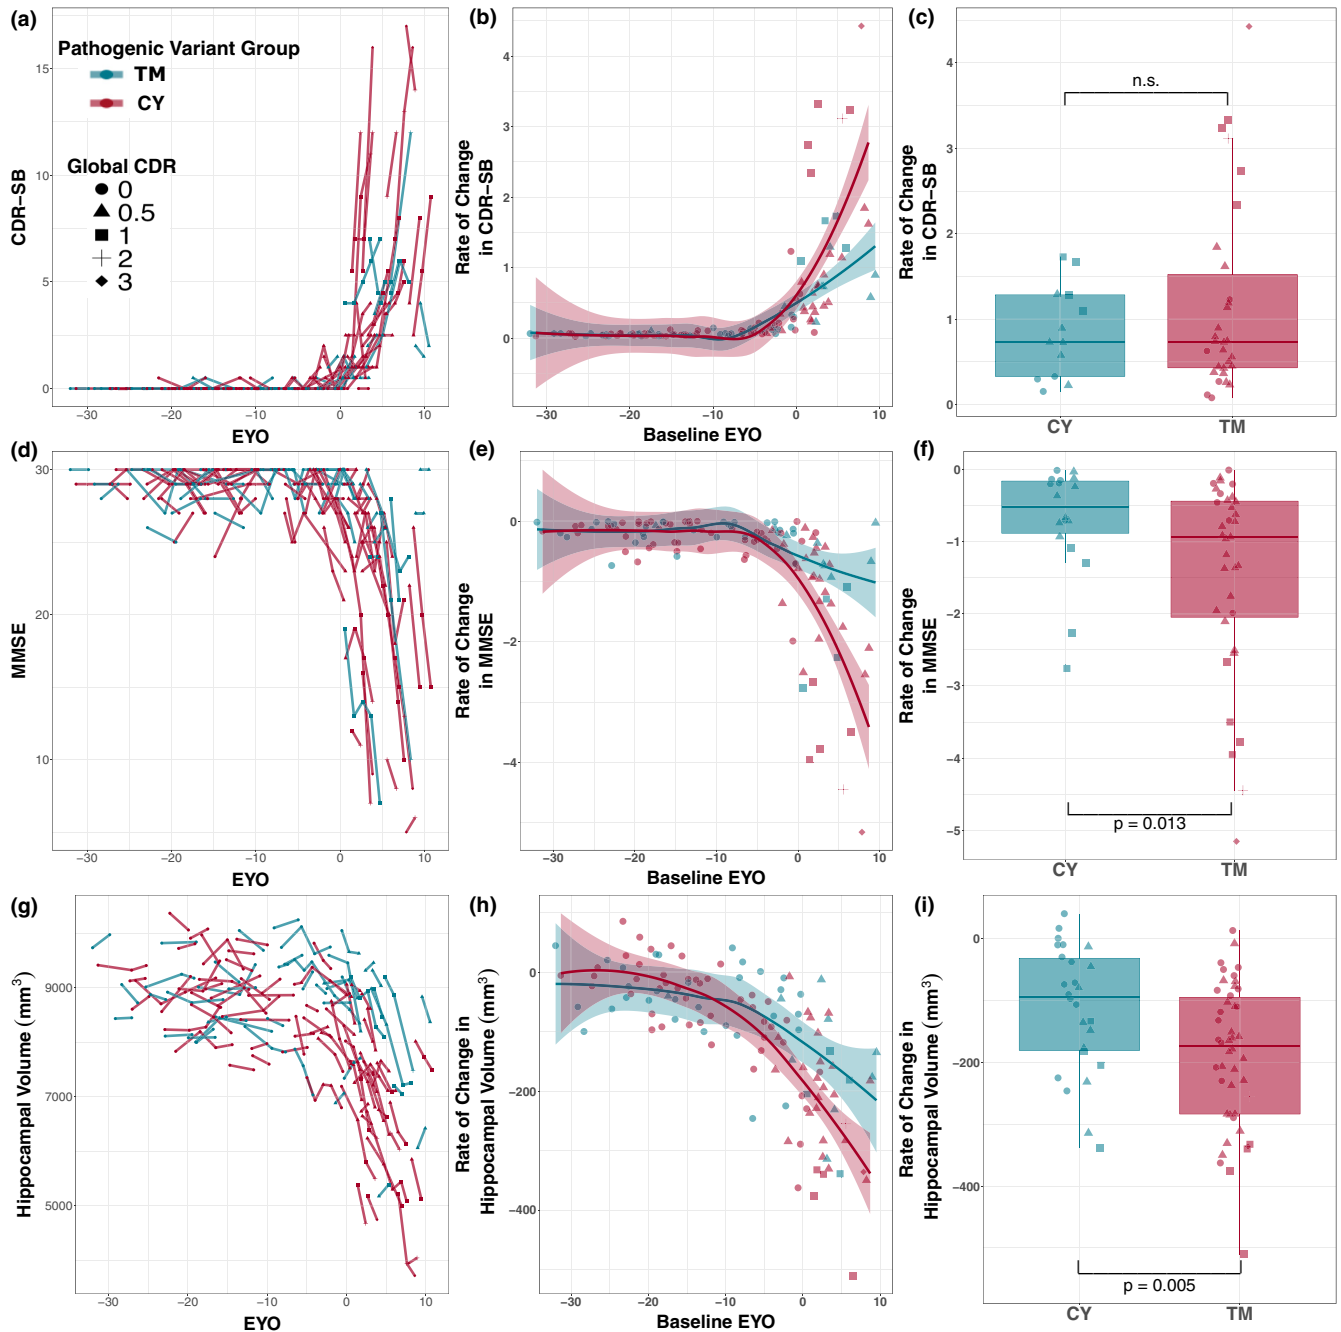 (a)
Pathogenic Variant Group
TM
CY
Global CDR
0
0.5
1
2
3
CDR−SB
15
10
5
0
−30
−20
−10
0
10
EYO
(b)
Rate of Change
in CDR−SB
4
3
2
1
0
−30
−20
−10
0
10
Baseline EYO
(c)
Rate of Change
in CDR−SB
4
3
2
1
0
n.s.
CY
TM
(d)
MMSE
30
20
10
−30
−20
−10
0
10
EYO
(e)
Rate of Change
in MMSE
0
−2
−4
−30
−20
−10
0
10
Baseline EYO
(f)
Rate of Change
in MMSE
0
−1
−2
−3
−4
−5
p = 0.013
CY
TM
(g)
Hippocampal Volume (mm³)
9000
7000
5000
−30
−20
−10
0
10
EYO
(h)
Rate of Change in
Hippocampal Volume (mm³)
0
−200
−400
−30
−20
−10
0
10
Baseline EYO
(i)
Rate of Change in
Hippocampal Volume (mm³)
0
−200
−400
p = 0.005
CY
TM